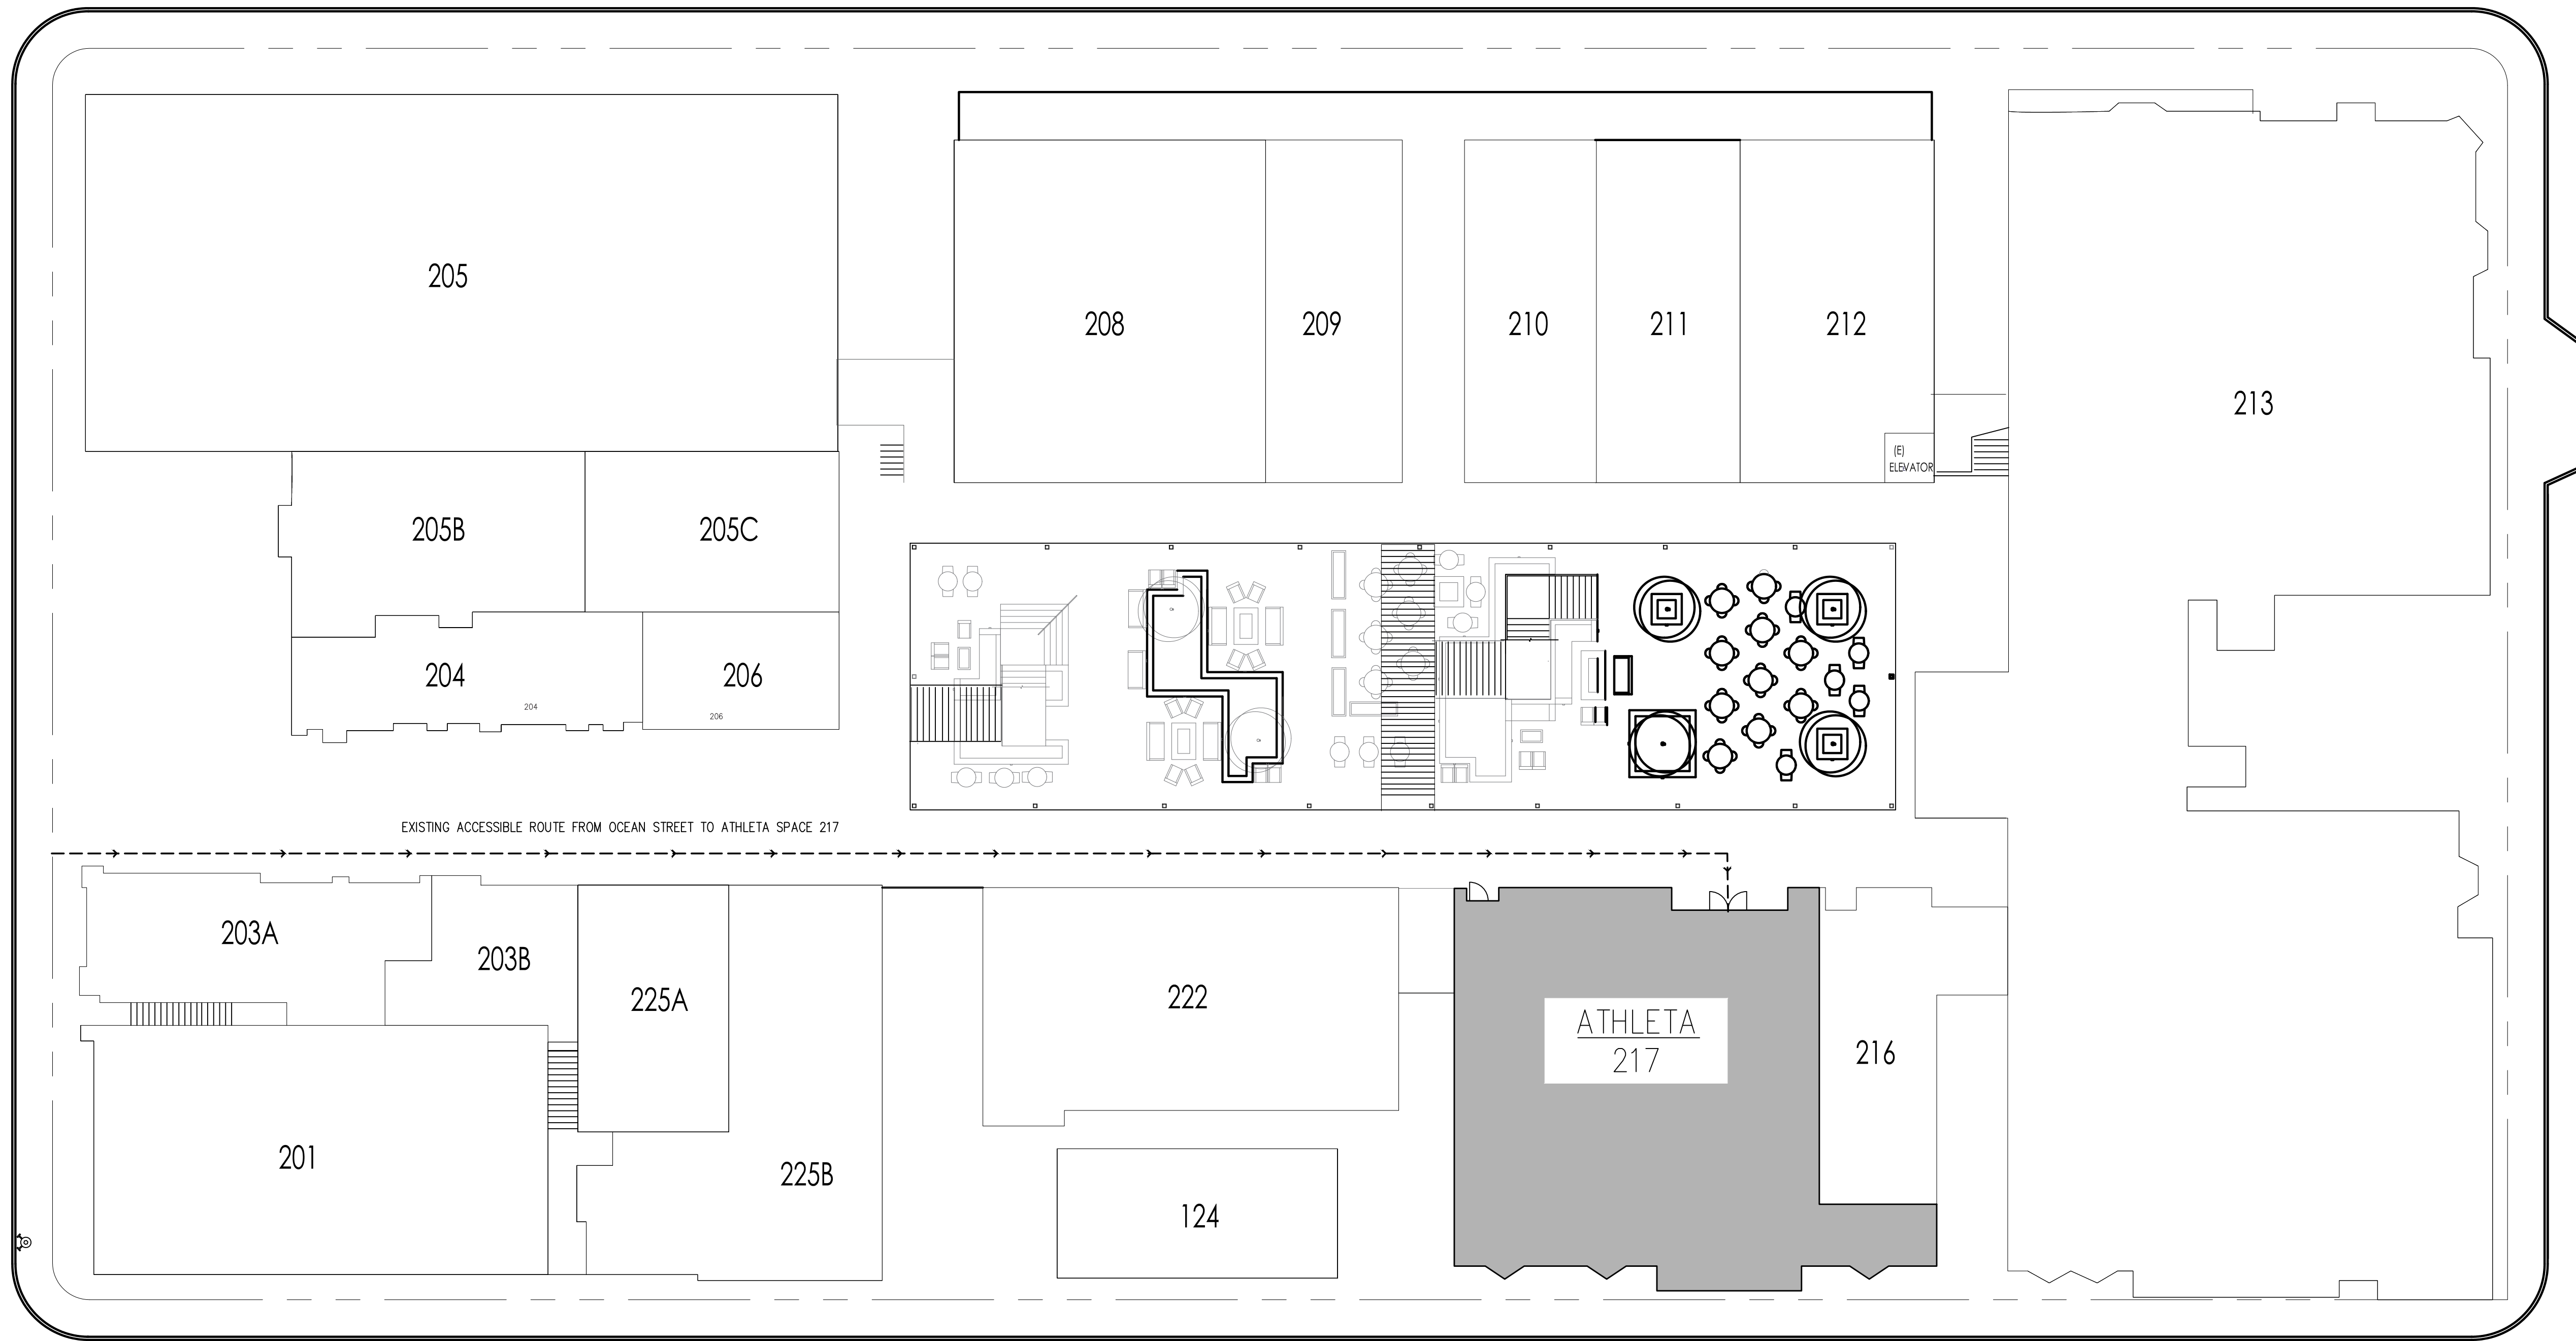 205
208
209
210
211
212
213
(E)
ELEVATOR
205B
205C
204
206
204
206
EXISTING ACCESSIBLE ROUTE FROM OCEAN STREET TO ATHLETA SPACE 217
203A
203B
225A
222
ATHLETA
217
216
201
225B
124